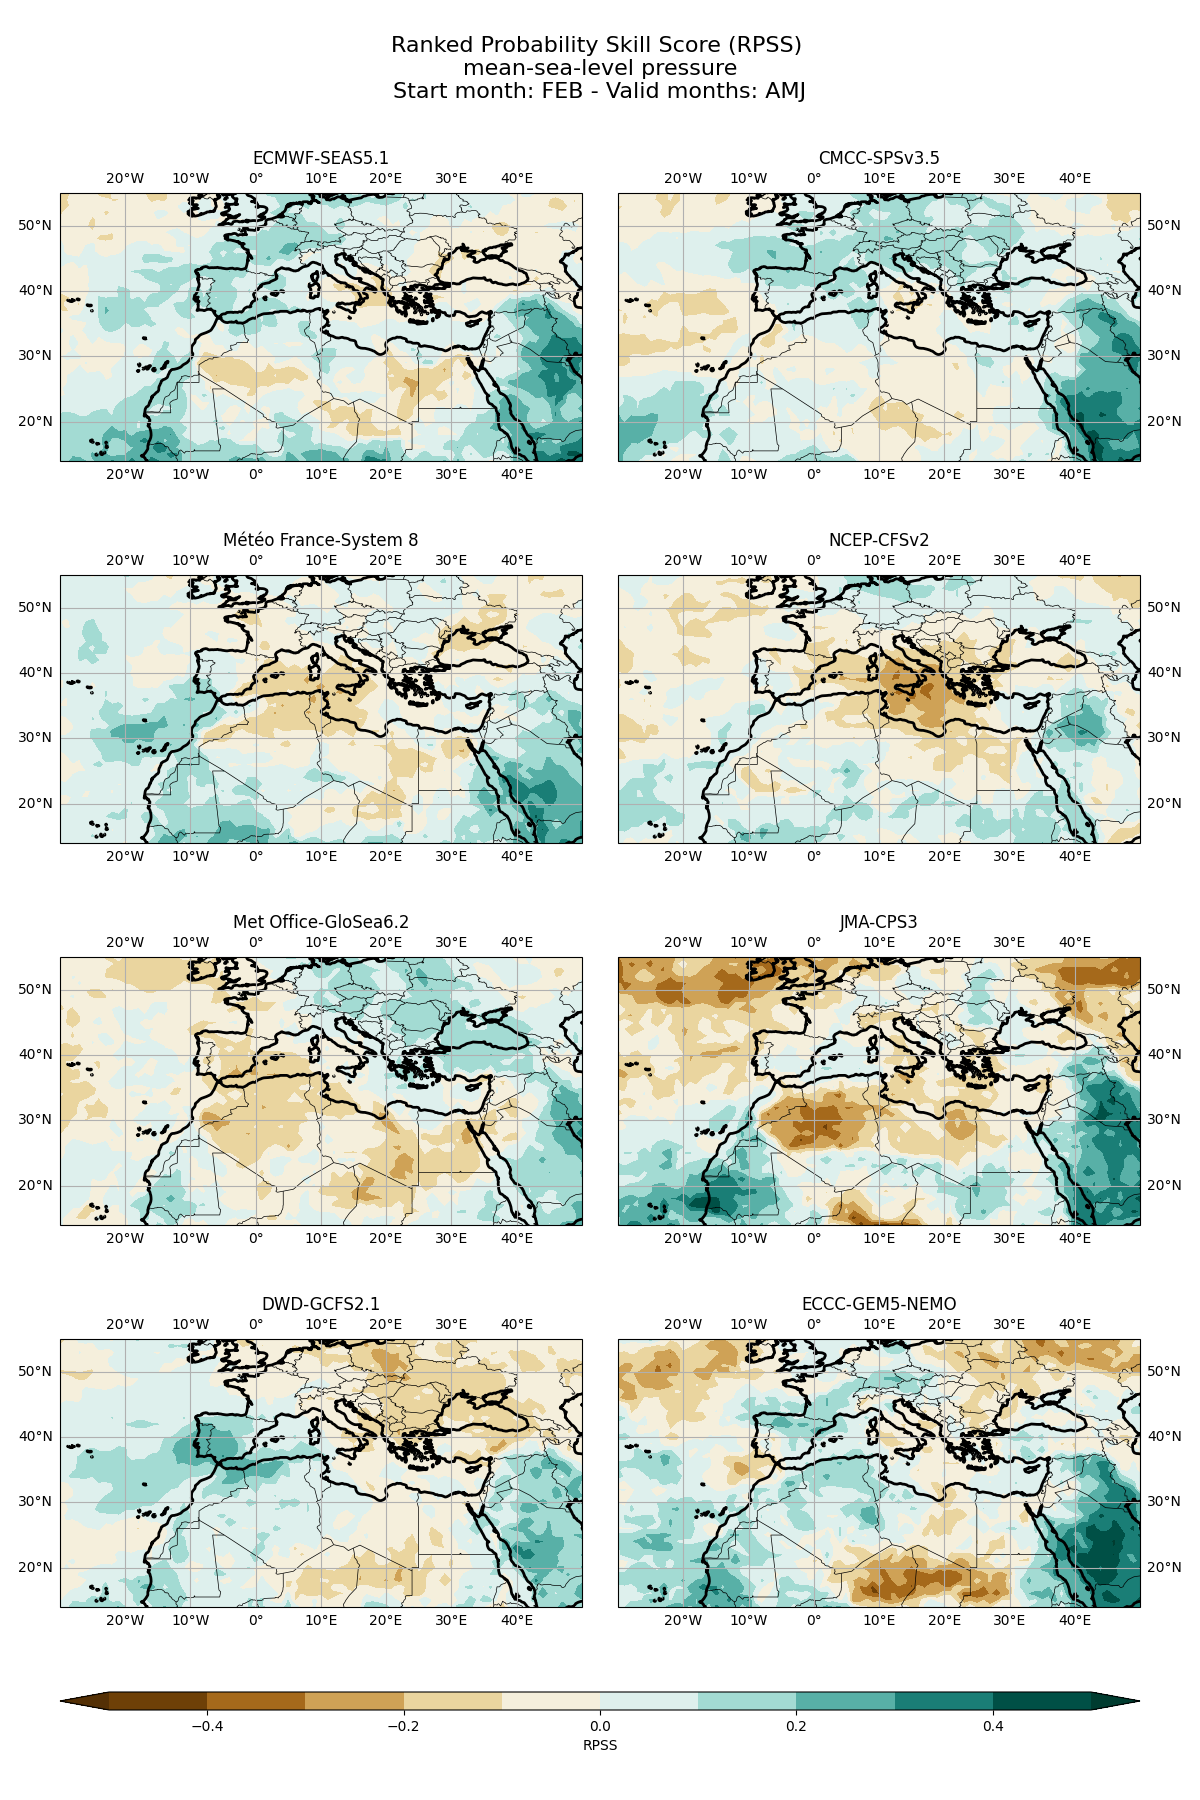 Ranked Probability Skill Score (RPSS)
mean-sea-level pressure
Start month: FEB - Valid months: AMJ
ECMWF-SEAS5.1
CMCC-SPSv3.5
20°W 10°W 0° 10°E 20°E 30°E 40°E
20°W 10°W 0° 10°E 20°E 30°E 40°E
50°N
50°N
40°N
40°N
30°N
30°N
20°N
20°N
20°W 10°W 0° 10°E 20°E 30°E 40°E
20°W 10°W 0° 10°E 20°E 30°E 40°E
Météo France-System 8
NCEP-CFSv2
20°W 10°W 0° 10°E 20°E 30°E 40°E
20°W 10°W 0° 10°E 20°E 30°E 40°E
50°N
50°N
40°N
40°N
30°N
30°N
20°N
20°N
20°W 10°W 0° 10°E 20°E 30°E 40°E
20°W 10°W 0° 10°E 20°E 30°E 40°E
Met Office-GloSea6.2
JMA-CPS3
20°W 10°W 0° 10°E 20°E 30°E 40°E
20°W 10°W 0° 10°E 20°E 30°E 40°E
50°N
50°N
40°N
40°N
30°N
30°N
20°N
20°N
20°W 10°W 0° 10°E 20°E 30°E 40°E
20°W 10°W 0° 10°E 20°E 30°E 40°E
DWD-GCFS2.1
ECCC-GEM5-NEMO
20°W 10°W 0° 10°E 20°E 30°E 40°E
20°W 10°W 0° 10°E 20°E 30°E 40°E
50°N
50°N
40°N
40°N
30°N
30°N
20°N
20°N
20°W 10°W 0° 10°E 20°E 30°E 40°E
20°W 10°W 0° 10°E 20°E 30°E 40°E
−0.4 −0.2 0.0 0.2 0.4
RPSS